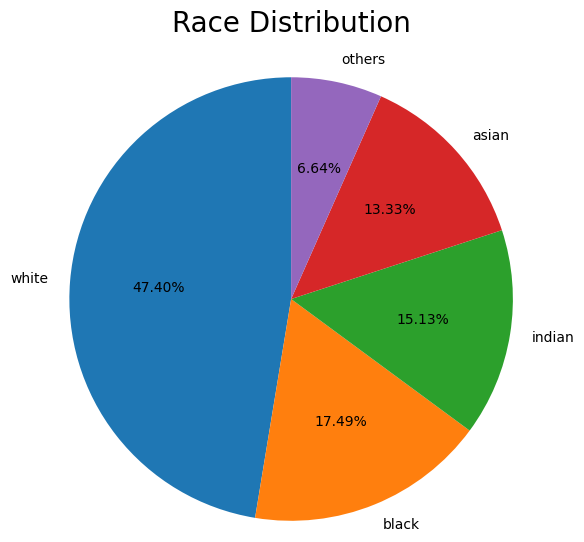 Race Distribution
others
asian
6.64%
13.33%
white
47.40%
15.13%
indian
17.49%
black